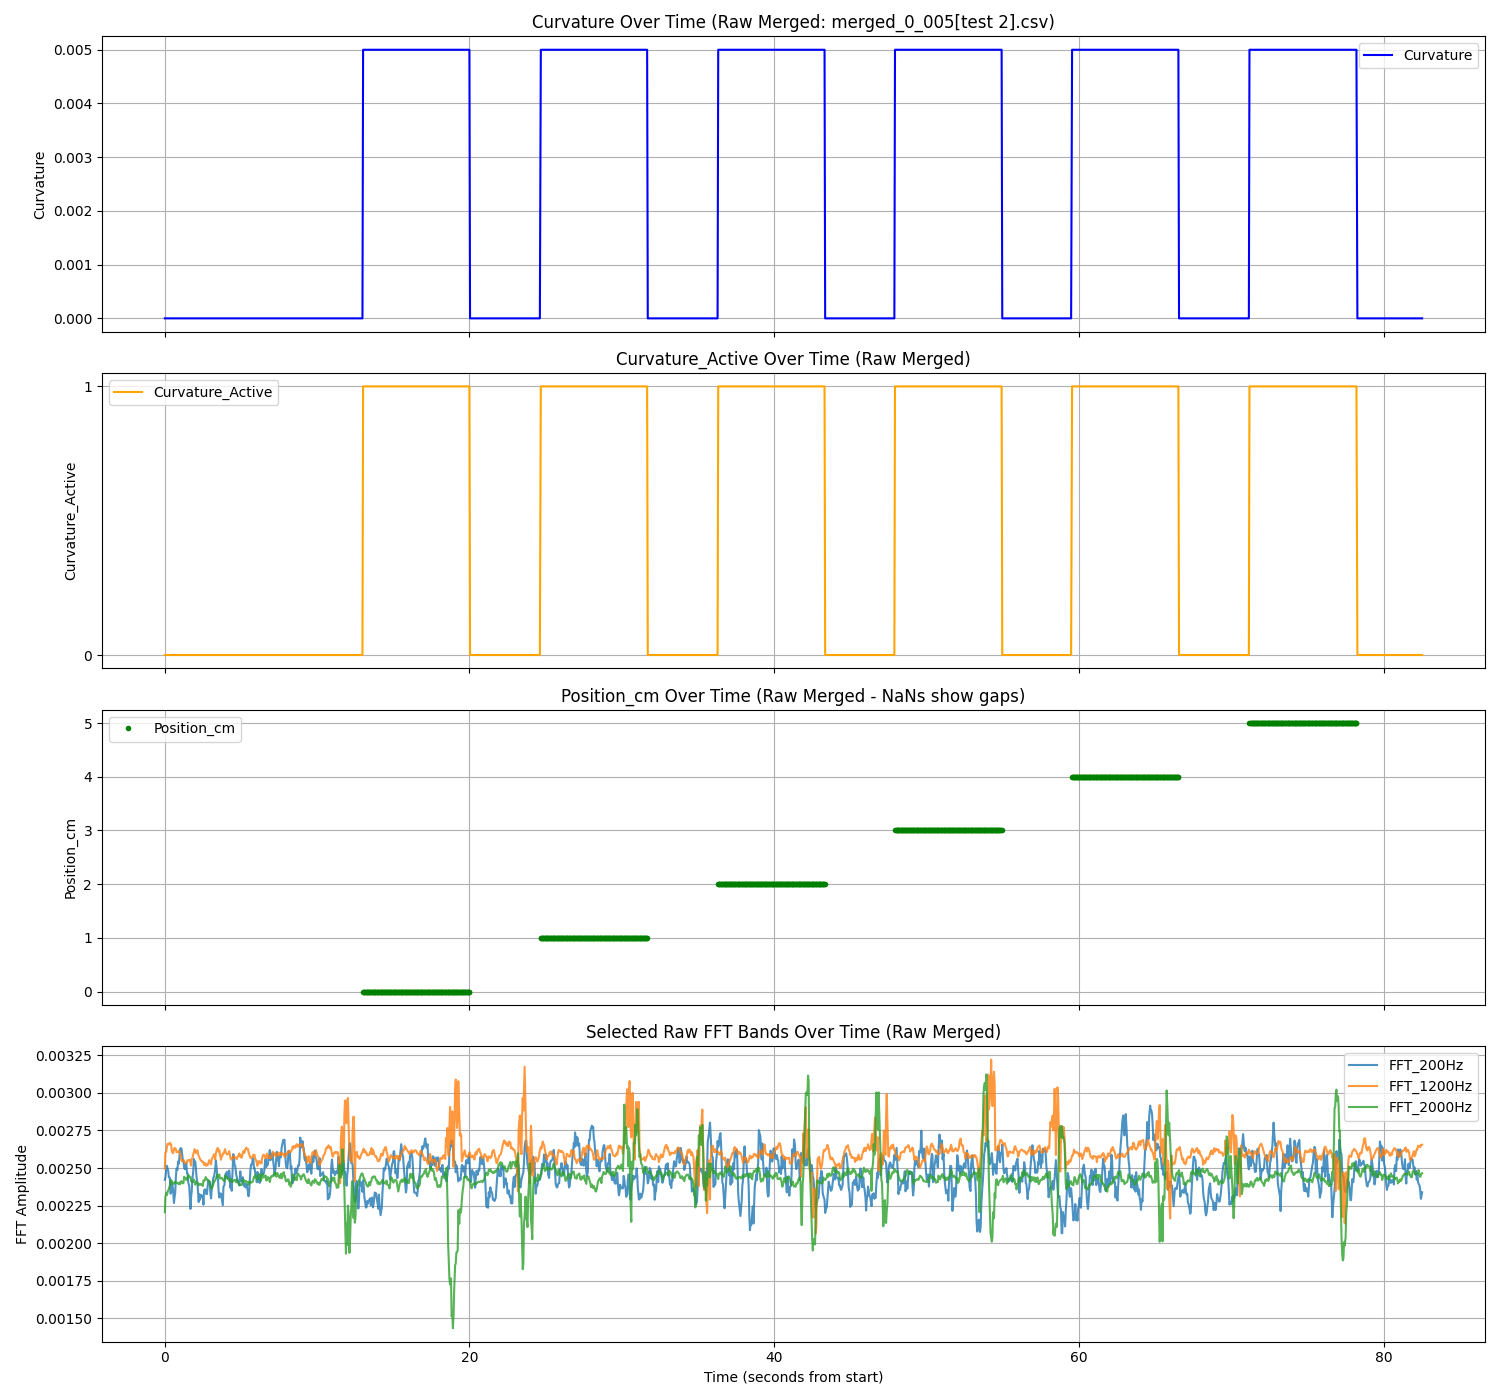 Curvature Over Time (Raw Merged: merged_0_005[test 2].csv)
0.005
0.004
0.003
0.002
0.001
0.000
Curvature
Curvature
Curvature_Active Over Time (Raw Merged)
1
0
Curvature_Active
Curvature_Active
Position_cm Over Time (Raw Merged - NaNs show gaps)
5
4
3
2
1
0
Position_cm
Position_cm
Selected Raw FFT Bands Over Time (Raw Merged)
0.00325
0.00300
0.00275
0.00250
0.00225
0.00200
0.00175
0.00150
FFT Amplitude
FFT_200Hz
FFT_1200Hz
FFT_2000Hz
0
20
40
60
80
Time (seconds from start)